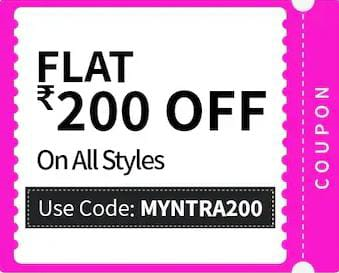 FLAT
₹200 OFF
On All Styles
Use Code: MYNTRA200
COUPON